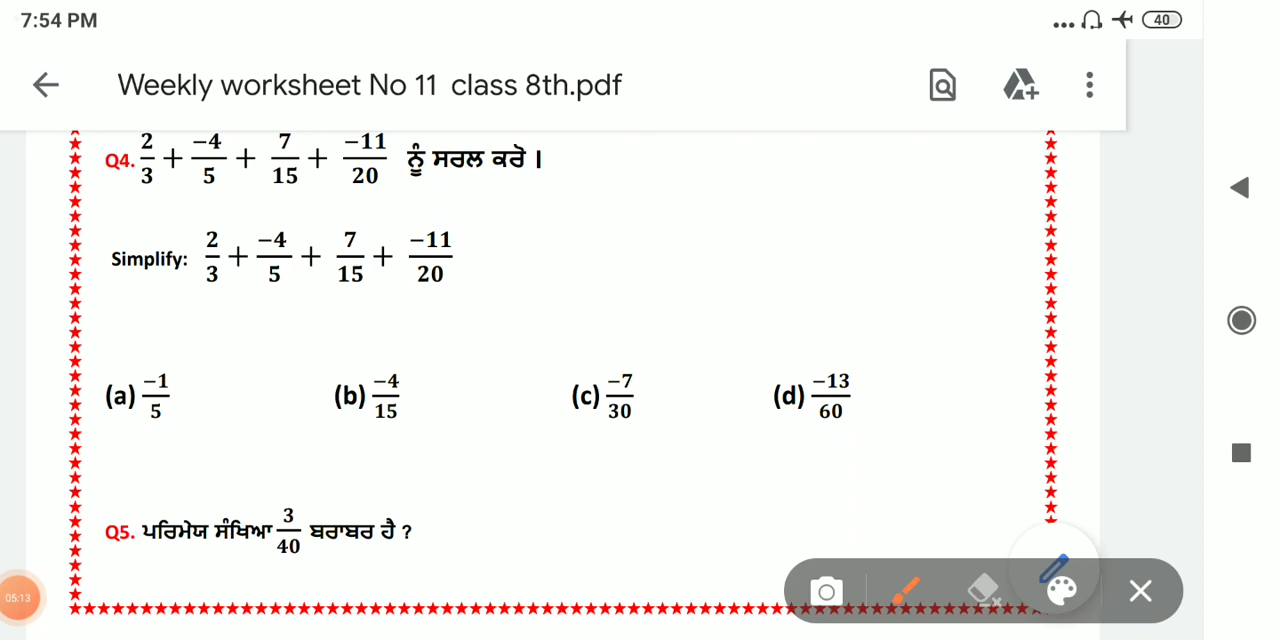 7:54 PM ... 40
Weekly worksheet No 11 class 8th.pdf
Q4. 2/3 + −4/5 + 7/15 + −11/20 ਨੂੰ ਸਰਲ ਕਰੋ ।
Simplify: 2/3 + −4/5 + 7/15 + −11/20
(a) −1/5 (b) −4/15 (c) −7/30 (d) −13/60
Q5. ਪਰਿਮੇਯ ਸੰਖਿਆ 3/40 ਬਰਾਬਰ ਹੈ ?
05:13